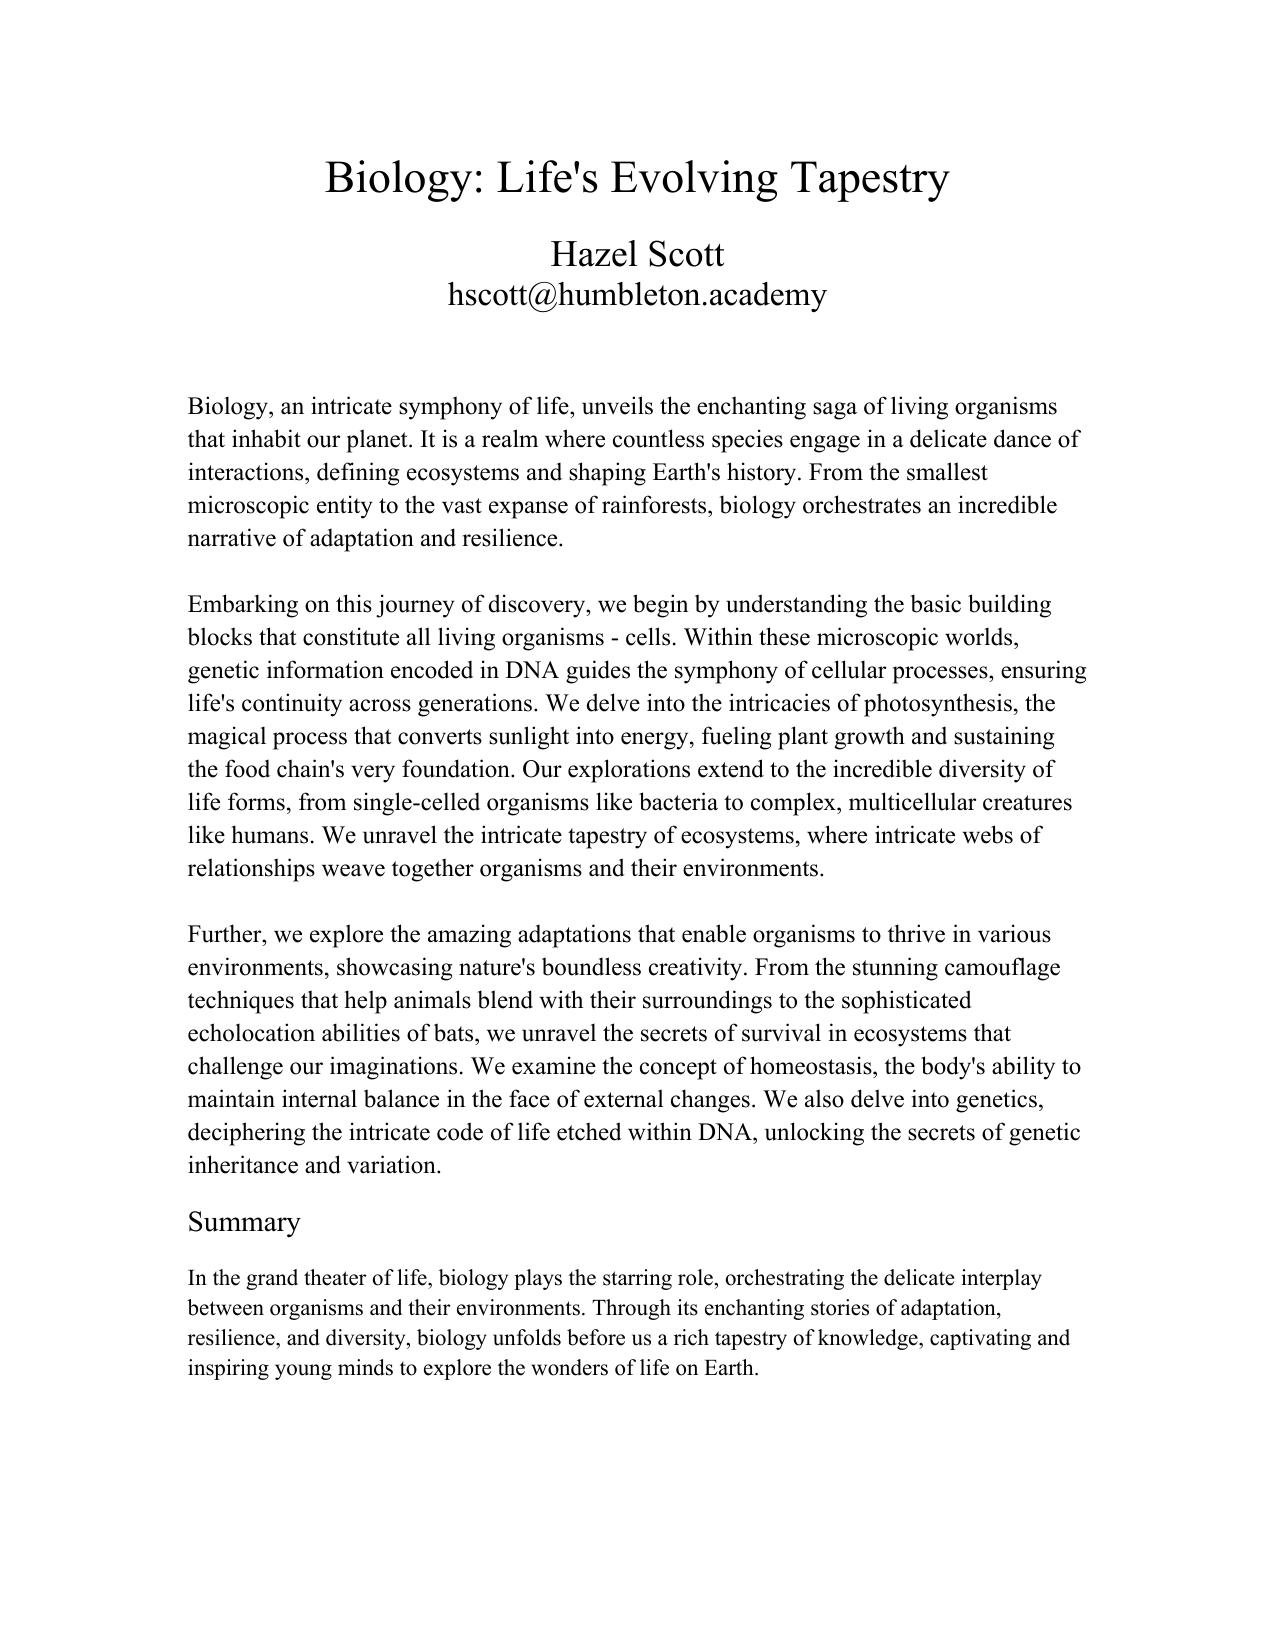 Biology: Life's Evolving Tapestry
Hazel Scott
hscott@humbleton.academy
Biology, an intricate symphony of life, unveils the enchanting saga of living organisms
that inhabit our planet. It is a realm where countless species engage in a delicate dance of
interactions, defining ecosystems and shaping Earth's history. From the smallest
microscopic entity to the vast expanse of rainforests, biology orchestrates an incredible
narrative of adaptation and resilience.
Embarking on this journey of discovery, we begin by understanding the basic building
blocks that constitute all living organisms - cells. Within these microscopic worlds,
genetic information encoded in DNA guides the symphony of cellular processes, ensuring
life's continuity across generations. We delve into the intricacies of photosynthesis, the
magical process that converts sunlight into energy, fueling plant growth and sustaining
the food chain's very foundation. Our explorations extend to the incredible diversity of
life forms, from single-celled organisms like bacteria to complex, multicellular creatures
like humans. We unravel the intricate tapestry of ecosystems, where intricate webs of
relationships weave together organisms and their environments.
Further, we explore the amazing adaptations that enable organisms to thrive in various
environments, showcasing nature's boundless creativity. From the stunning camouflage
techniques that help animals blend with their surroundings to the sophisticated
echolocation abilities of bats, we unravel the secrets of survival in ecosystems that
challenge our imaginations. We examine the concept of homeostasis, the body's ability to
maintain internal balance in the face of external changes. We also delve into genetics,
deciphering the intricate code of life etched within DNA, unlocking the secrets of genetic
inheritance and variation.
Summary
In the grand theater of life, biology plays the starring role, orchestrating the delicate interplay
between organisms and their environments. Through its enchanting stories of adaptation,
resilience, and diversity, biology unfolds before us a rich tapestry of knowledge, captivating and
inspiring young minds to explore the wonders of life on Earth.